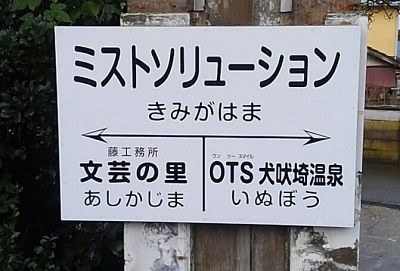 ミストソリューション
きみがはま
藤工務所
文芸の里
あしかじま
ワン ツー スマイル
OTS 犬吠埼温泉
いぬぼう